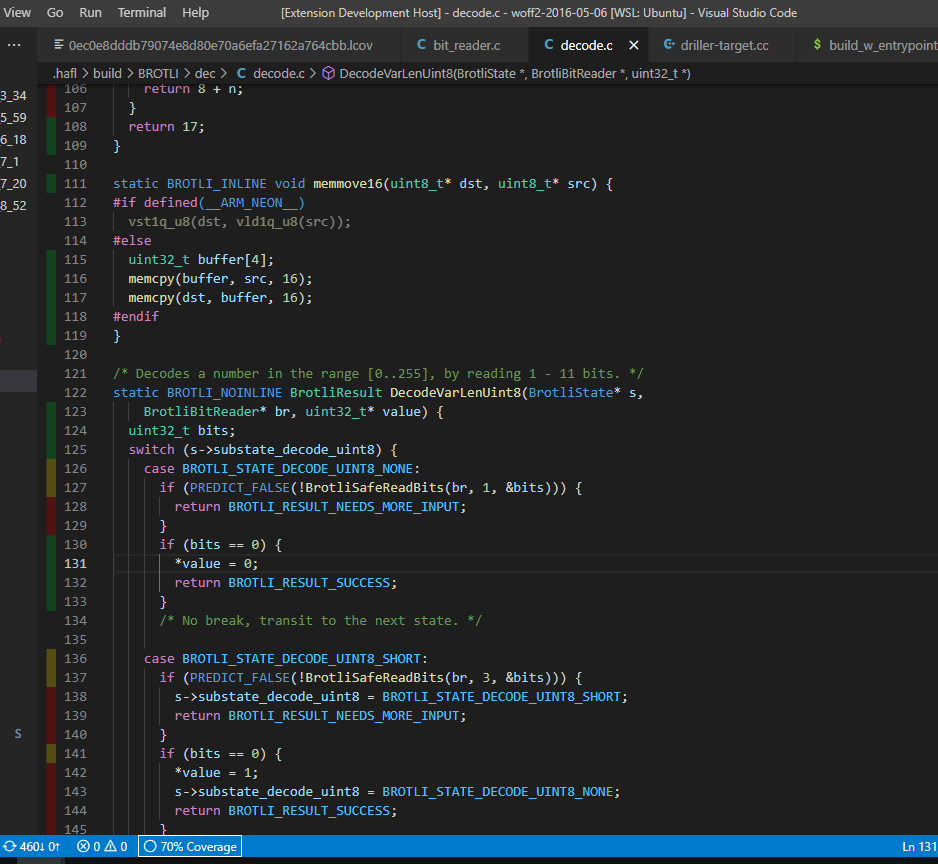 View Go Run Terminal Help [Extension Development Host] - decode.c - woff2-2016-05-06 [WSL: Ubuntu] - Visual Studio Code
··· 0ec0e8dddb79074e8d80e70a6efa27162a764cbb.lcov C bit_reader.c C decode.c × driller-target.cc $ build_w_entrypoint
.hafl > build > BROTLI > dec > C decode.c > DecodeVarLenUint8(BrotliState *, BrotliBitReader *, uint32_t *)
3_34
5_59
6_18
7_1
7_20
8_52
106 return 8 + n;
107 }
108 return 17;
109 }
110
111 static BROTLI_INLINE void memmove16(uint8_t* dst, uint8_t* src) {
112 #if defined(__ARM_NEON__)
113 vst1q_u8(dst, vld1q_u8(src));
114 #else
115 uint32_t buffer[4];
116 memcpy(buffer, src, 16);
117 memcpy(dst, buffer, 16);
118 #endif
119 }
120
121 /* Decodes a number in the range [0..255], by reading 1 - 11 bits. */
122 static BROTLI_NOINLINE BrotliResult DecodeVarLenUint8(BrotliState* s,
123 BrotliBitReader* br, uint32_t* value) {
124 uint32_t bits;
125 switch (s->substate_decode_uint8) {
126 case BROTLI_STATE_DECODE_UINT8_NONE:
127 if (PREDICT_FALSE(!BrotliSafeReadBits(br, 1, &bits))) {
128 return BROTLI_RESULT_NEEDS_MORE_INPUT;
129 }
130 if (bits == 0) {
131 *value = 0;
132 return BROTLI_RESULT_SUCCESS;
133 }
134 /* No break, transit to the next state. */
135
136 case BROTLI_STATE_DECODE_UINT8_SHORT:
137 if (PREDICT_FALSE(!BrotliSafeReadBits(br, 3, &bits))) {
138 s->substate_decode_uint8 = BROTLI_STATE_DECODE_UINT8_SHORT;
139 return BROTLI_RESULT_NEEDS_MORE_INPUT;
140 }
141 if (bits == 0) {
142 *value = 1;
143 s->substate_decode_uint8 = BROTLI_STATE_DECODE_UINT8_NONE;
144 return BROTLI_RESULT_SUCCESS;
145 }
S
460↓ 0↑ 0 0 70% Coverage Ln 131